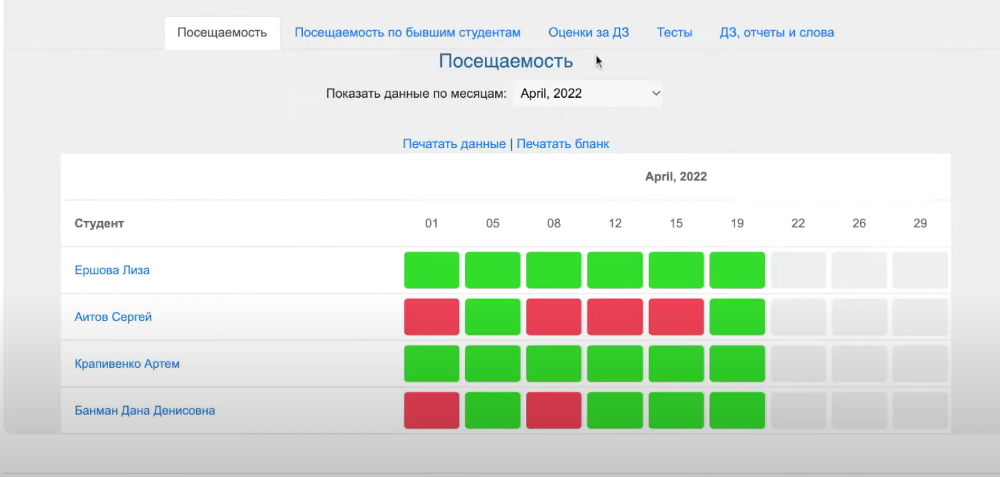 Посещаемость Посещаемость по бывшим студентам Оценки за ДЗ Тесты ДЗ, отчеты и слова
Посещаемость
Показать данные по месяцам: April, 2022
Печатать данные | Печатать бланк
April, 2022
Студент 01 05 08 12 15 19 22 26 29
Ершова Лиза
Аитов Сергей
Крапивенко Артем
Банман Дана Денисовна